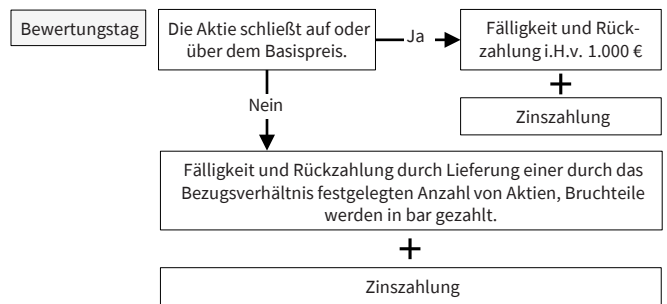 Bewertungstag
Die Aktie schließt auf oder
über dem Basispreis.
Ja
Fälligkeit und Rück-
zahlung i.H.v. 1.000 €
+
Zinszahlung
Nein
Fälligkeit und Rückzahlung durch Lieferung einer durch das
Bezugsverhältnis festgelegten Anzahl von Aktien, Bruchteile
werden in bar gezahlt.
+
Zinszahlung